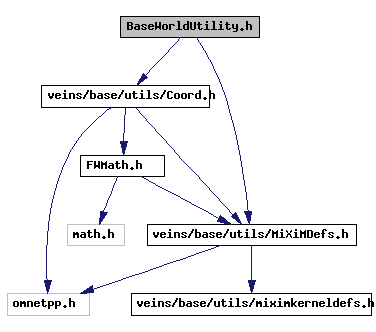 BaseWorldUtility.h
veins/base/utils/Coord.h
FWMath.h
math.h
veins/base/utils/MiXiMDefs.h
omnetpp.h
veins/base/utils/miximkerneldefs.h